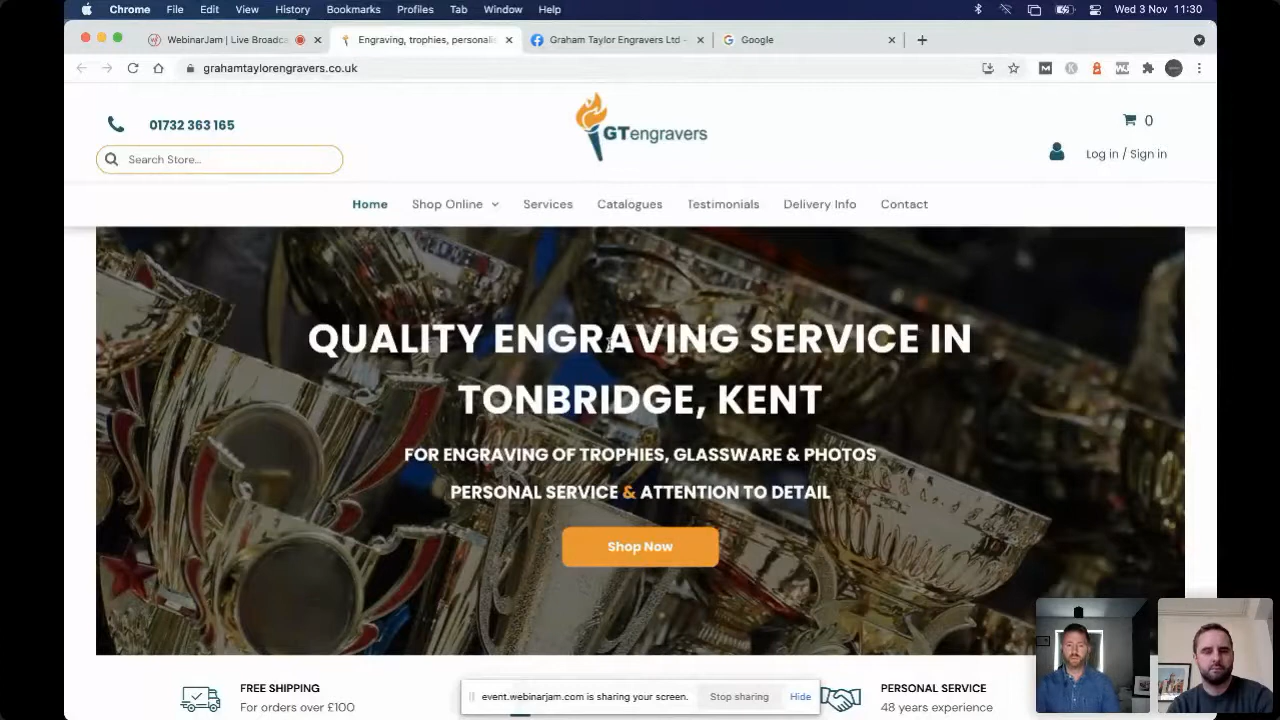 Chrome File Edit View History Bookmarks Profiles Tab Window Help Wed 3 Nov 11:30
WebinarJam | Live Broadca Engraving, trophies, personalis Graham Taylor Engravers Ltd - Google
grahamtaylorengravers.co.uk
01732 363 165
GTengravers
0
Search Store...
Log in / Sign in
Home Shop Online Services Catalogues Testimonials Delivery Info Contact
QUALITY ENGRAVING SERVICE IN
TONBRIDGE, KENT
FOR ENGRAVING OF TROPHIES, GLASSWARE & PHOTOS
PERSONAL SERVICE & ATTENTION TO DETAIL
Shop Now
FREE SHIPPING
For orders over £100
event.webinarjam.com is sharing your screen. Stop sharing Hide
PERSONAL SERVICE
48 years experience